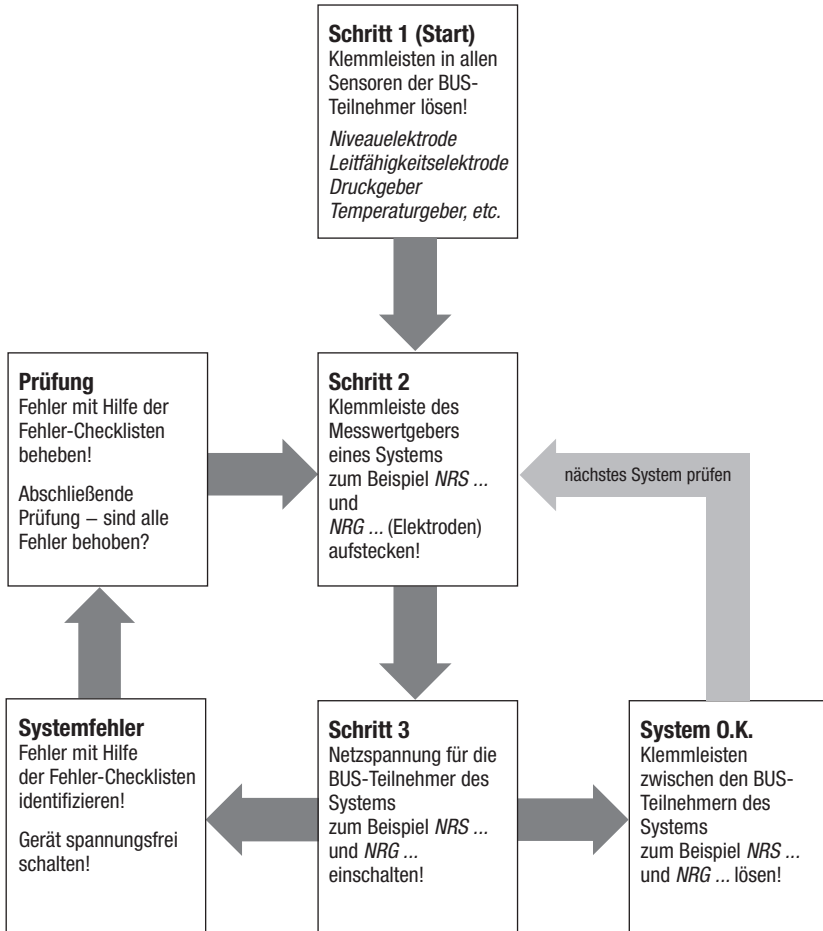 Schritt 1 (Start)
Klemmleisten in allen
Sensoren der BUS-
Teilnehmer lösen!
Niveauelektrode
Leitfähigkeitselektrode
Druckgeber
Temperaturgeber, etc.
Prüfung
Fehler mit Hilfe der
Fehler-Checklisten
beheben!
Abschließende
Prüfung – sind alle
Fehler behoben?
Schritt 2
Klemmleiste des
Messwertgebers
eines Systems
zum Beispiel NRS ...
und
NRG ... (Elektroden)
aufstecken!
nächstes System prüfen
Systemfehler
Fehler mit Hilfe
der Fehler-Checklisten
identifizieren!
Gerät spannungsfrei
schalten!
Schritt 3
Netzspannung für die
BUS-Teilnehmer des
Systems
zum Beispiel NRS ...
und NRG ...
einschalten!
System O.K.
Klemmleisten
zwischen den BUS-
Teilnehmern des
Systems
zum Beispiel NRS ...
und NRG ... lösen!